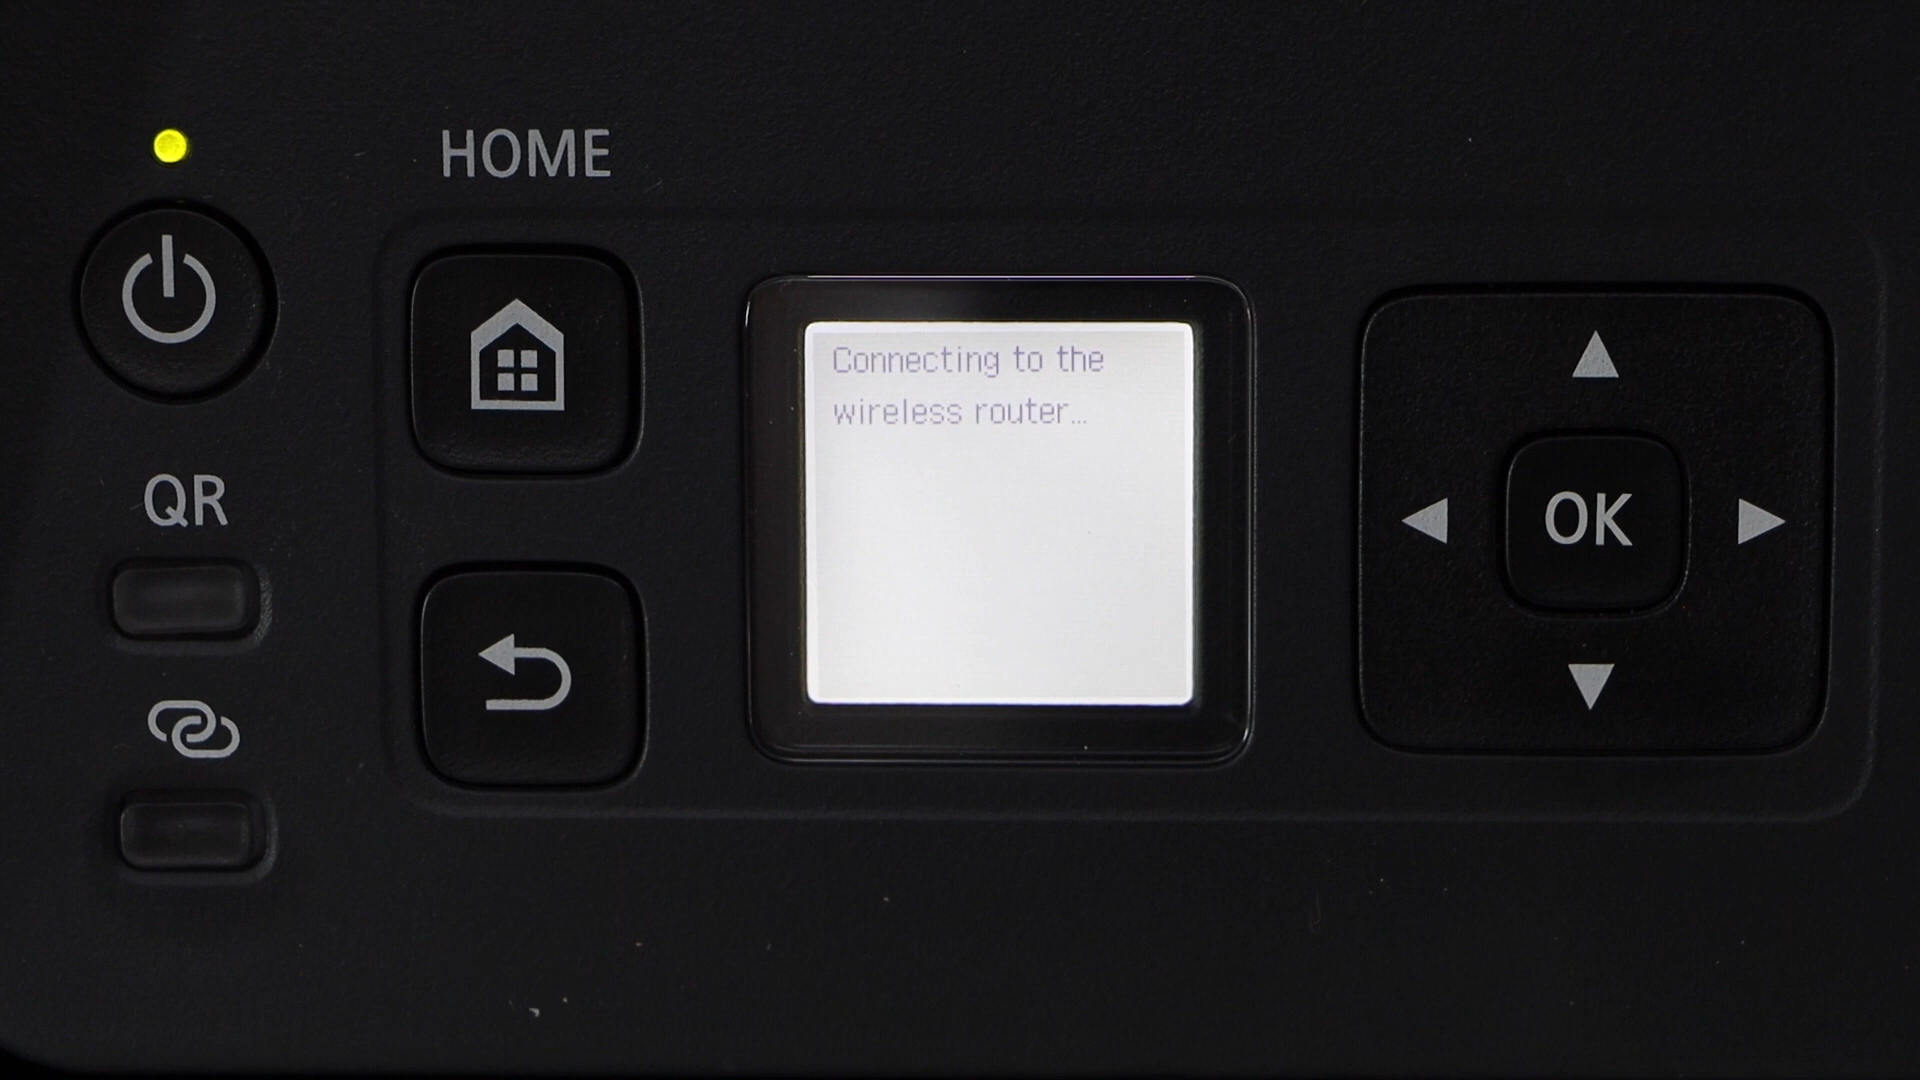 HOME
QR
Connecting to the
wireless router...
OK